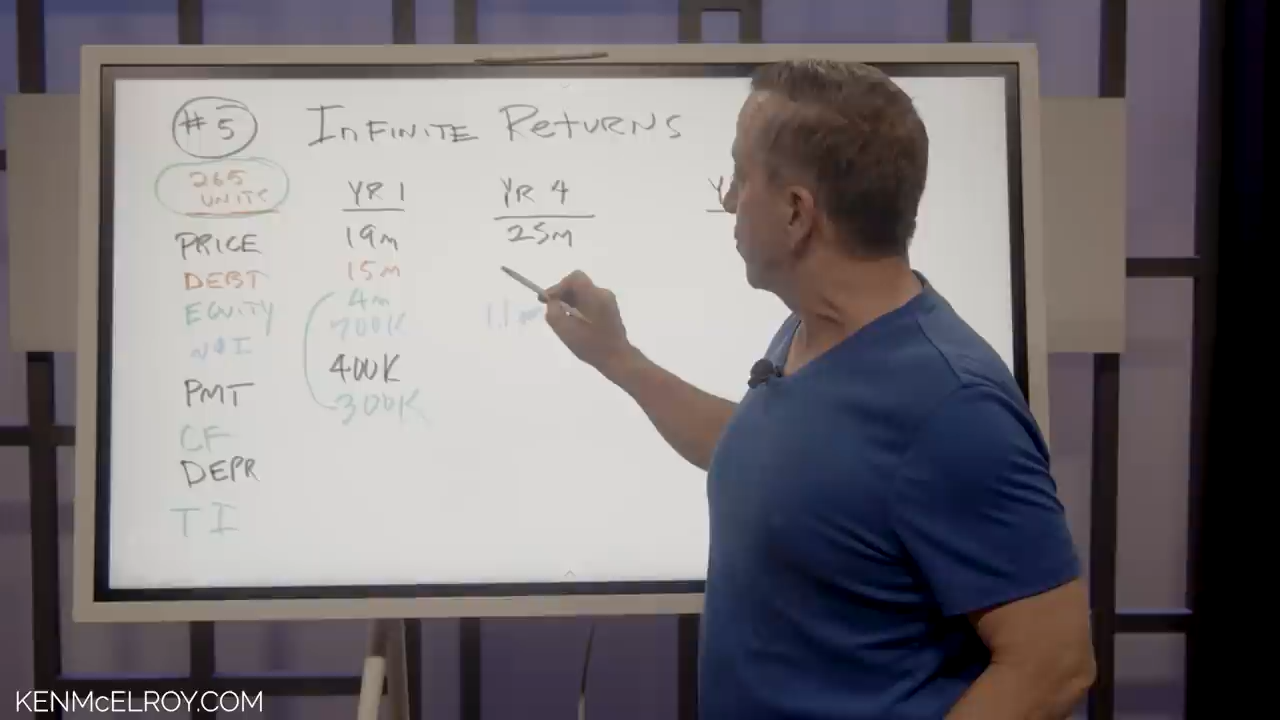 #5 INFINITE RETURNS
265 UNITS
YR 1 YR 4
PRICE 19M 25M
DEBT 15M
EQUITY 4M
NOI 700K
PMT 400K
CF 300K
DEPR
TI
KENMcELROY.COM